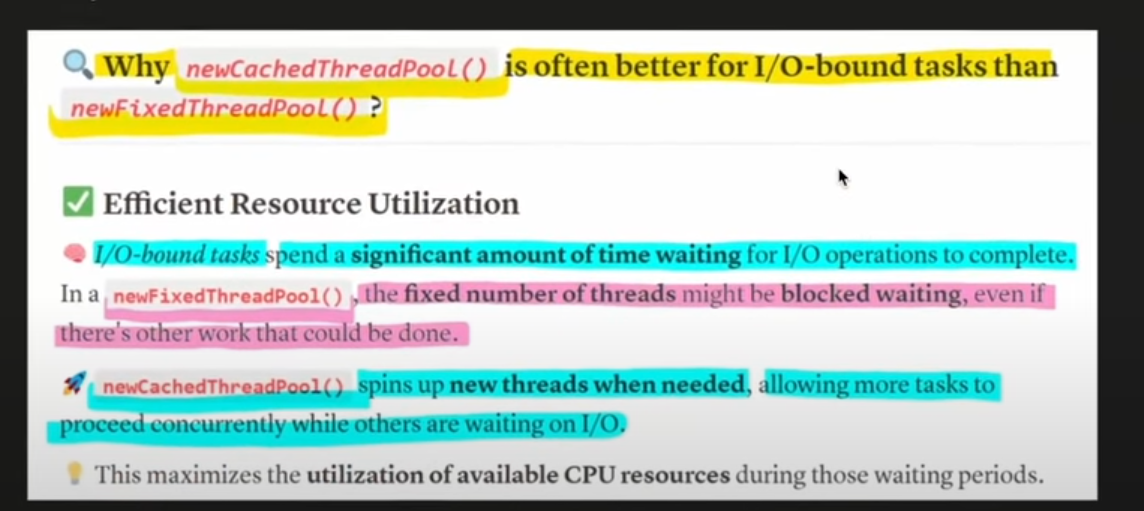 🔍 Why newCachedThreadPool() is often better for I/O-bound tasks than
newFixedThreadPool() ?
✅ Efficient Resource Utilization
🧠 I/O-bound tasks spend a significant amount of time waiting for I/O operations to complete.
In a newFixedThreadPool() , the fixed number of threads might be blocked waiting, even if
there's other work that could be done.
🚀 newCachedThreadPool() spins up new threads when needed, allowing more tasks to
proceed concurrently while others are waiting on I/O.
💡 This maximizes the utilization of available CPU resources during those waiting periods.